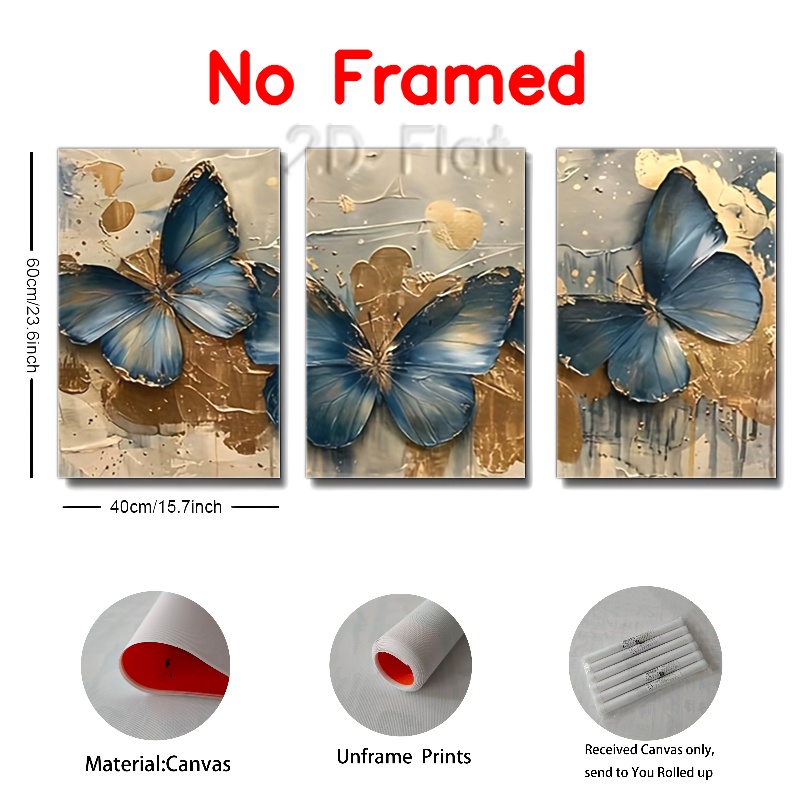 No Framed
2D Flat
60cm/23.6inch
40cm/15.7inch
Material:Canvas
Unframe Prints
Received Canvas only,
send to You Rolled up